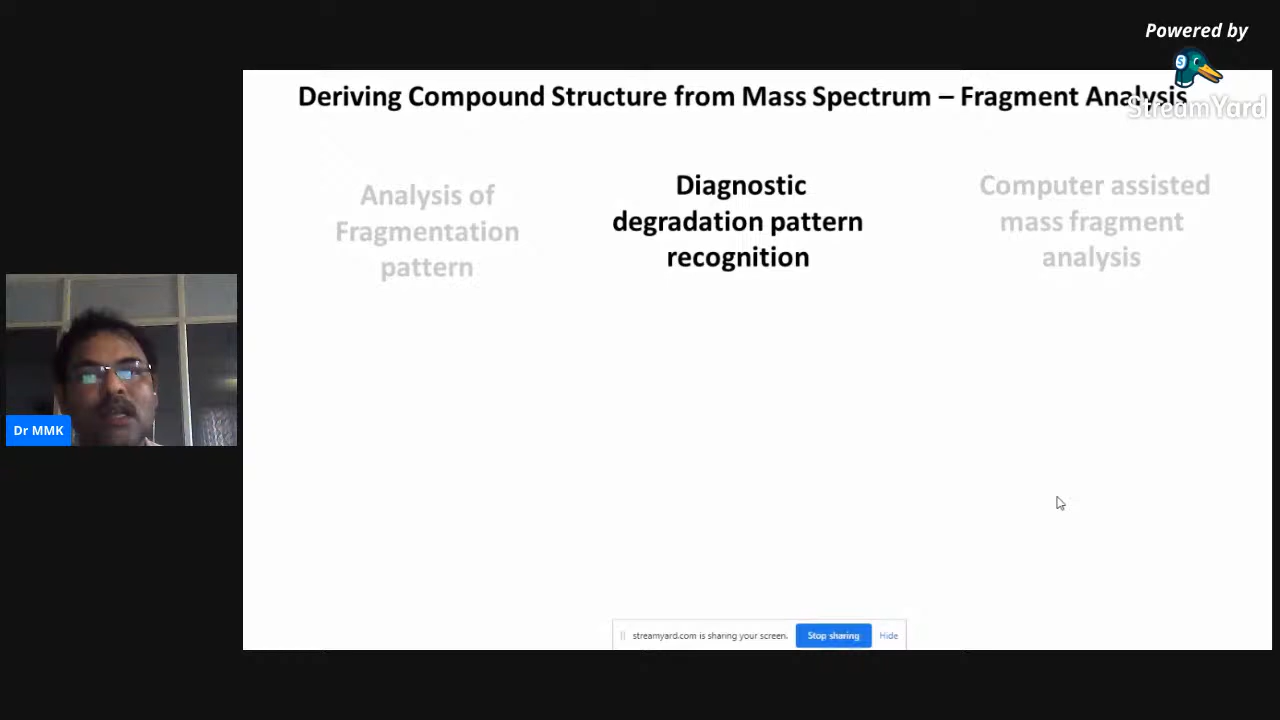 Powered by
StreamYard
Deriving Compound Structure from Mass Spectrum – Fragment Analysis
Analysis of
Fragmentation
pattern
Diagnostic
degradation pattern
recognition
Computer assisted
mass fragment
analysis
Dr MMK
streamyard.com is sharing your screen.
Stop sharing
Hide